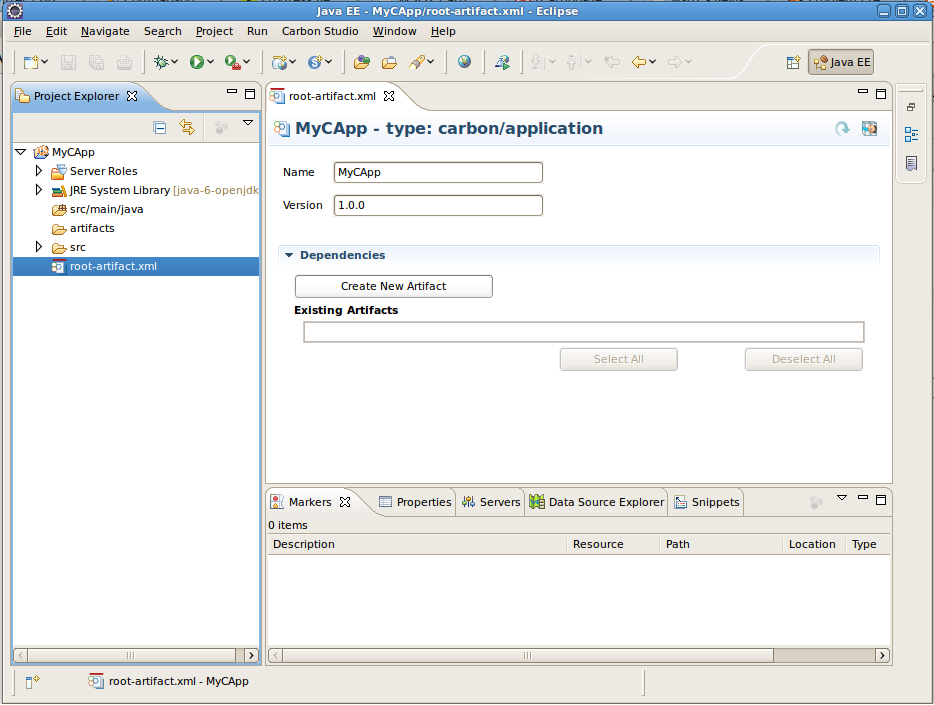 Java EE - MyCApp/root-artifact.xml - Eclipse
File Edit Navigate Search Project Run Carbon Studio Window Help
Java EE
Project Explorer
MyCApp
Server Roles
JRE System Library [java-6-openjdk
src/main/java
artifacts
src
root-artifact.xml
root-artifact.xml
MyCApp - type: carbon/application
Name MyCApp
Version 1.0.0
Dependencies
Create New Artifact
Existing Artifacts
Select All Deselect All
Markers Properties Servers Data Source Explorer Snippets
0 items
Description Resource Path Location Type
root-artifact.xml - MyCApp